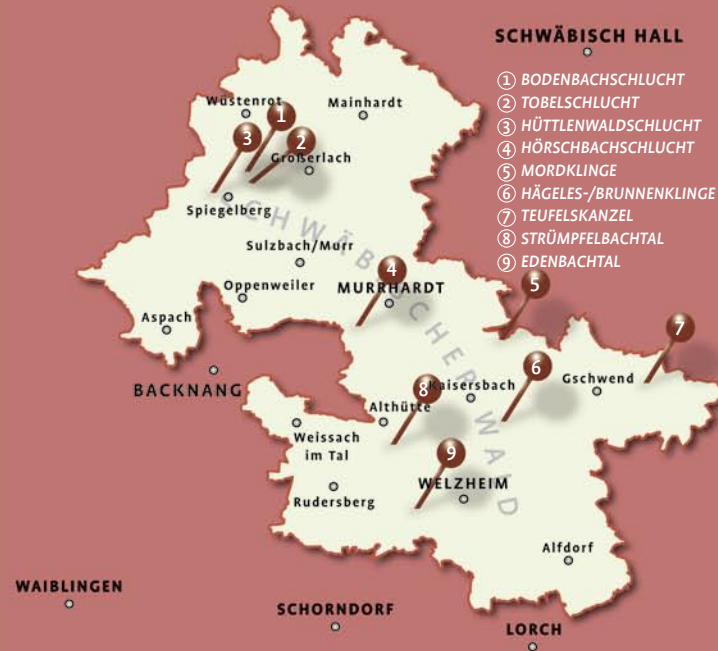 SCHWÄBISCH HALL
① BODENBACHSCHLUCHT
② TOBELSCHLUCHT
③ HÜTTLENWALDSCHLUCHT
④ HÖRSCHBACHSCHLUCHT
⑤ MORDKLINGE
⑥ HÄGELES-/BRUNNENKLINGE
⑦ TEUFELSKANZEL
⑧ STRÜMPFELBACHTAL
⑨ EDENBACHTAL
Wüstenrot
Mainhardt
1
3
2
Großerlach
Spiegelberg
SCHWÄBISCHER WALD
Sulzbach/Murr
4
Oppenweiler
MURRHARDT
5
Aspach
7
BACKNANG
6
8
Kaisersbach
Gschwend
Althütte
Weissach
im Tal
9
WELZHEIM
Rudersberg
Alfdorf
WAIBLINGEN
SCHORNDORF
LORCH